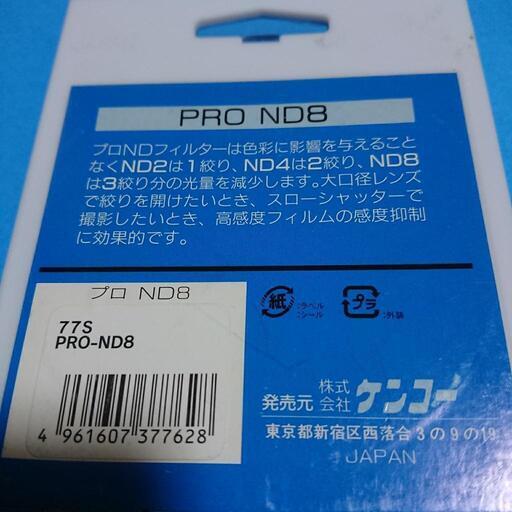 PRO ND8
プロNDフィルターは色彩に影響を与えること
なくND2は1絞り、ND4は2絞り、ND8
は3絞り分の光量を減少します。大口径レンズ
で絞りを開けたいとき、スローシャッターで
撮影したいとき、高感度フィルムの感度抑制
に効果的です。
プロ ND8
77S
PRO-ND8
4 961607 377628
紙
:ラベル
:シール
プラ
:外装
発売元 株式会社 ケンコー
東京都新宿区西落合3の9の19
JAPAN